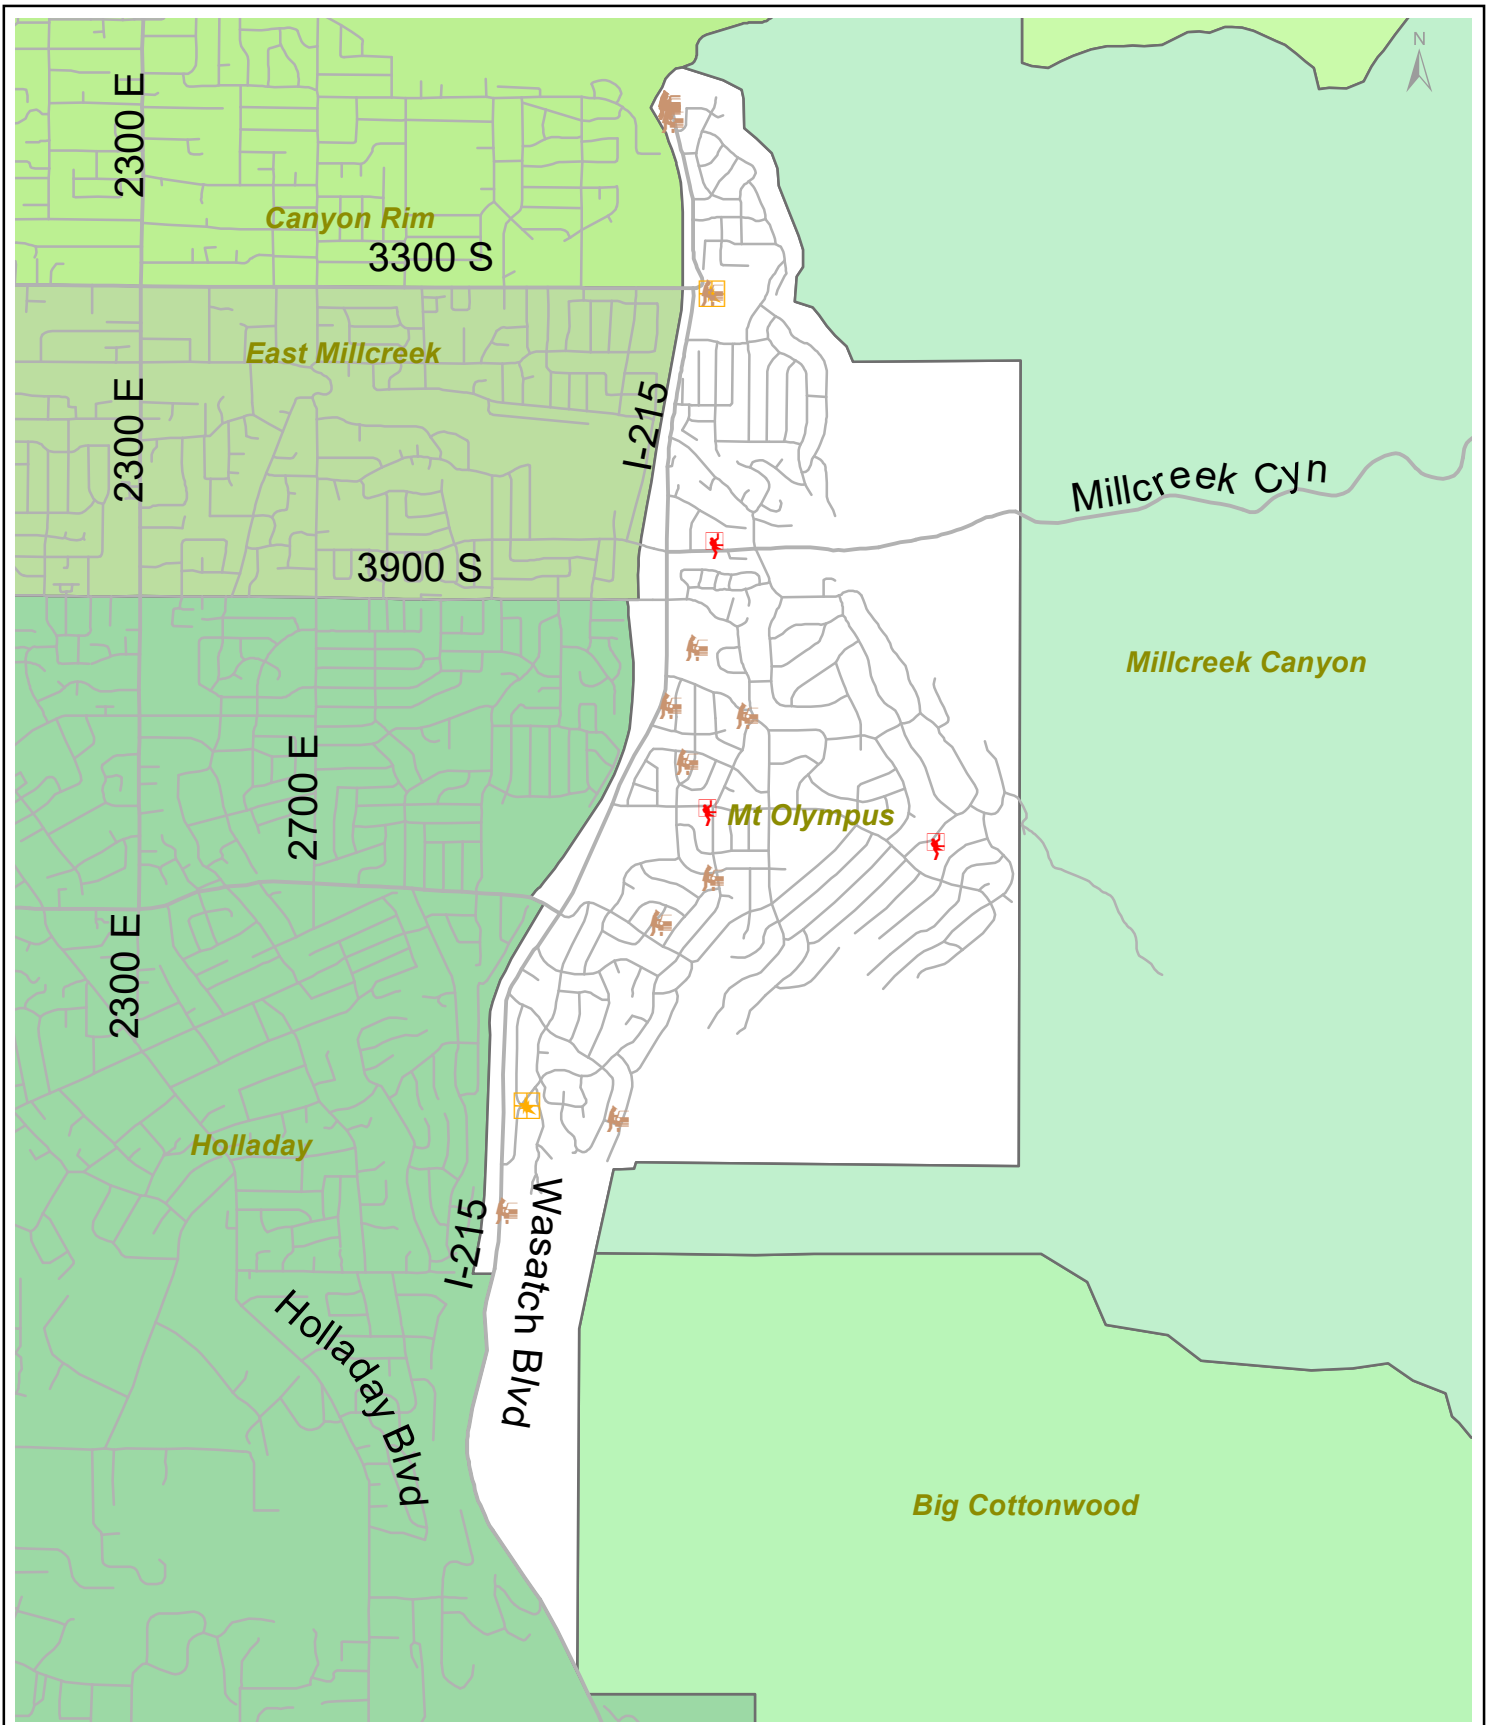 N
2300 E
Canyon Rim
3300 S
East Millcreek
I-215
2300 E
Millcreek Cyn
3900 S
Millcreek Canyon
2700 E
Mt Olympus
2300 E
Holladay
I-215
Wasatch Blvd
Holladay Blvd
Big Cottonwood